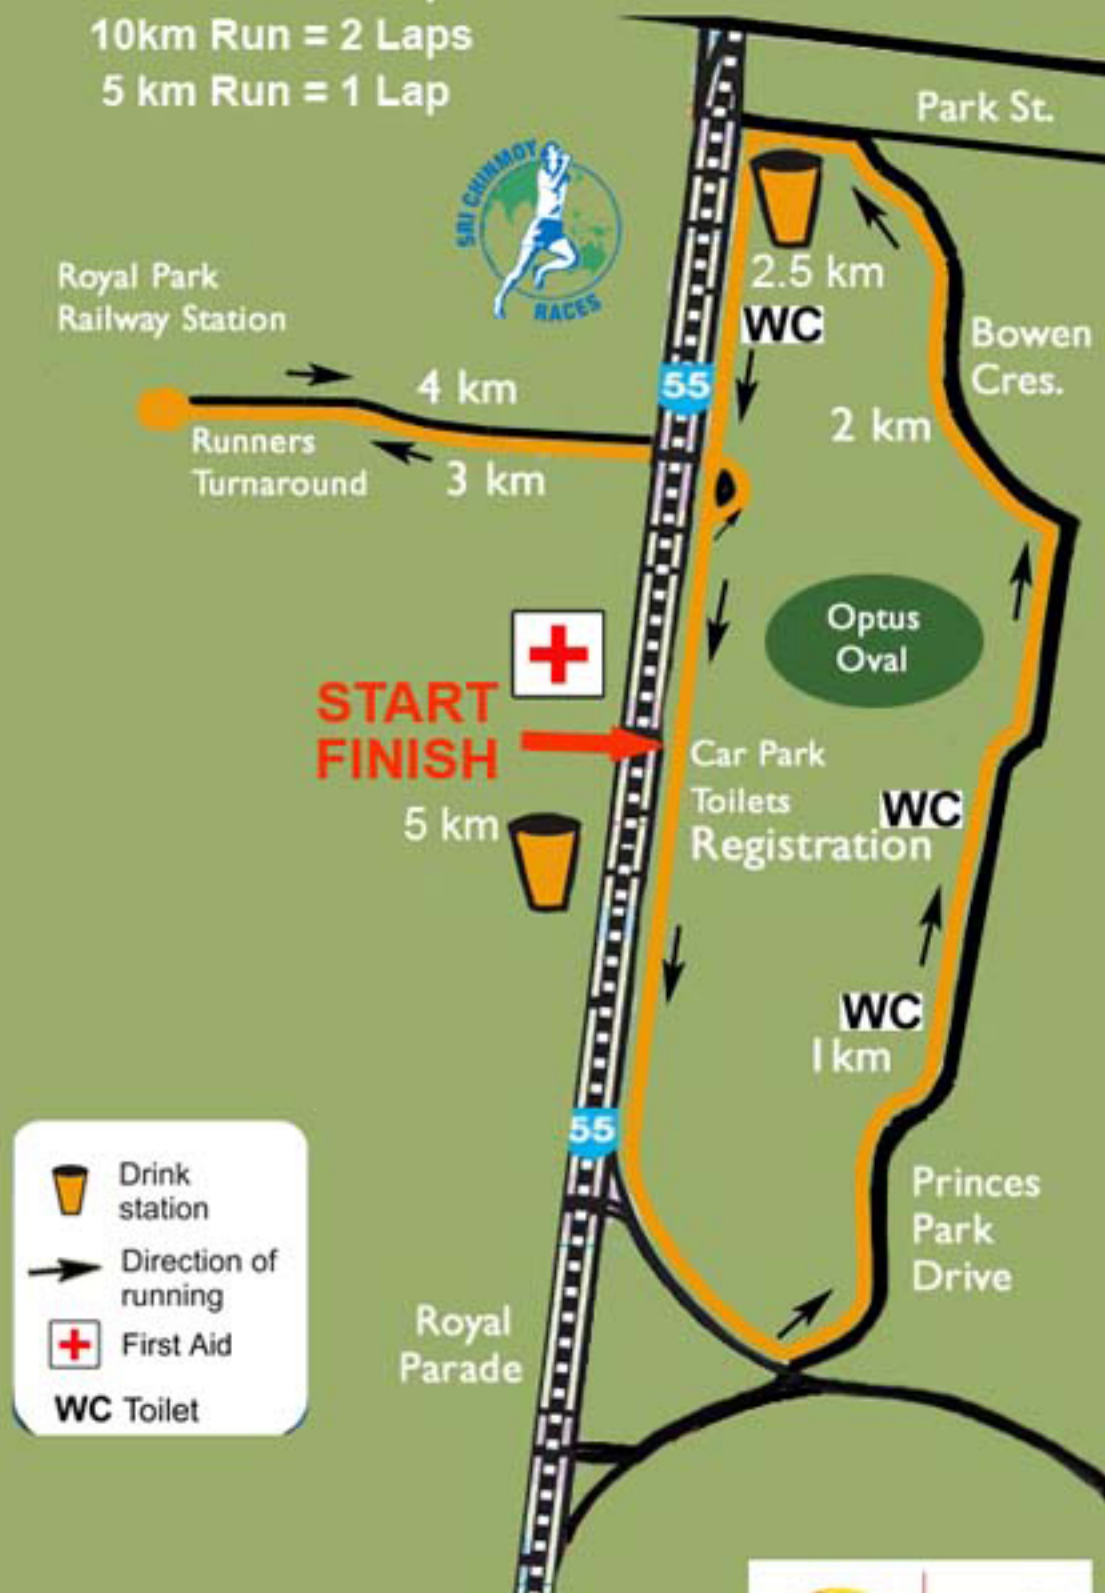 10km Run = 2 Laps
5 km Run = 1 Lap
Park St.
SRI CHINMOY
RACES
2.5 km
WC
Royal Park
Railway Station
Bowen
Cres.
55
4 km
2 km
Runners
Turnaround
3 km
Optus
Oval
START
FINISH
Car Park
Toilets
WC
Registration
5 km
WC
1km
55
Princes
Park
Drive
Royal
Parade
Drink
station
Direction of
running
First Aid
WC Toilet